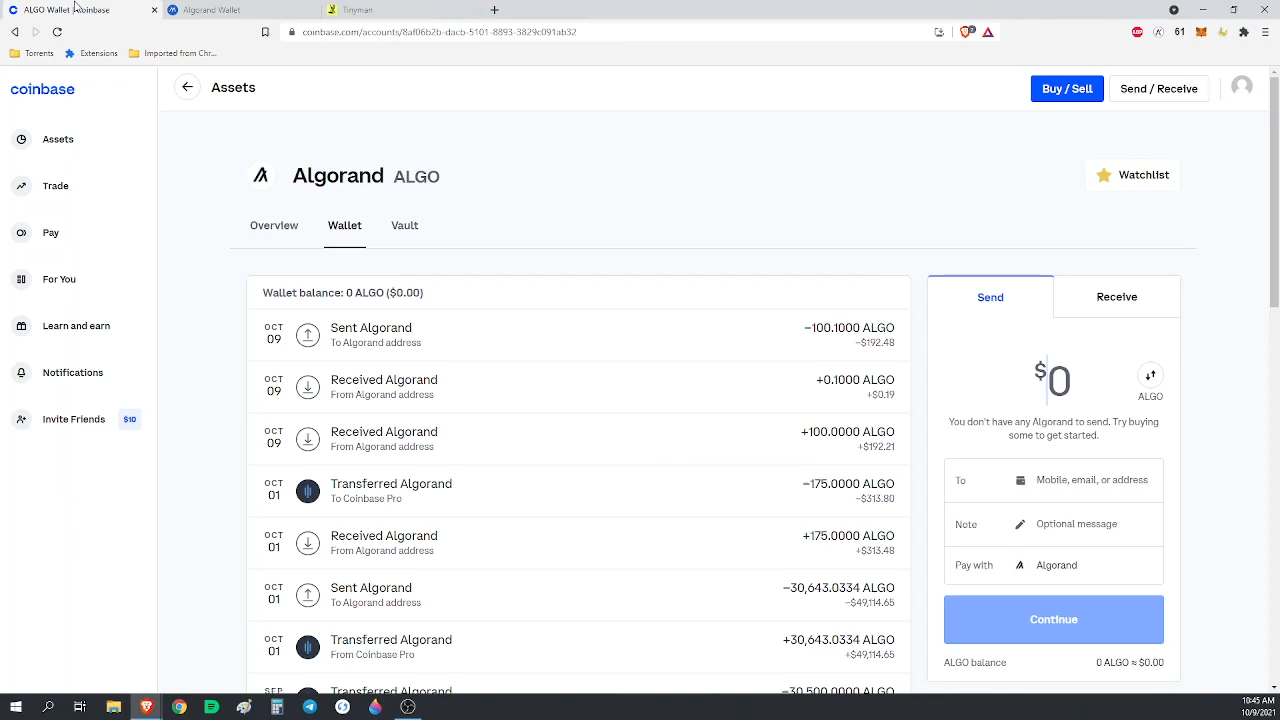 ALGO Wallet | Coinbase
Algorand Wallet
Tinyman
coinbase.com/accounts/8af06b2b-dacb-5101-8893-3829c091ab32
61
Torrents
Extensions
Imported from Chr...
coinbase
Assets
Buy / Sell
Send / Receive
Assets
Trade
Pay
For You
Learn and earn
Notifications
Invite Friends $10
Algorand ALGO
Watchlist
Overview Wallet Vault
Wallet balance: 0 ALGO ($0.00)
OCT 09
Sent Algorand
To Algorand address
−100.1000 ALGO
−$192.48
OCT 09
Received Algorand
From Algorand address
+0.1000 ALGO
+$0.19
OCT 09
Received Algorand
From Algorand address
+100.0000 ALGO
+$192.21
OCT 01
Transferred Algorand
To Coinbase Pro
−175.0000 ALGO
−$313.80
OCT 01
Received Algorand
From Algorand address
+175.0000 ALGO
+$313.48
OCT 01
Sent Algorand
To Algorand address
−30,643.0334 ALGO
−$49,114.65
OCT 01
Transferred Algorand
From Coinbase Pro
+30,643.0334 ALGO
+$49,114.65
SEP
Transferred Algorand
−30,500.0000 ALGO
Send
Receive
$0
ALGO
You don't have any Algorand to send. Try buying
some to get started.
To Mobile, email, or address
Note Optional message
Pay with Algorand
Continue
ALGO balance 0 ALGO ≈ $0.00
10:45 AM
10/9/2021